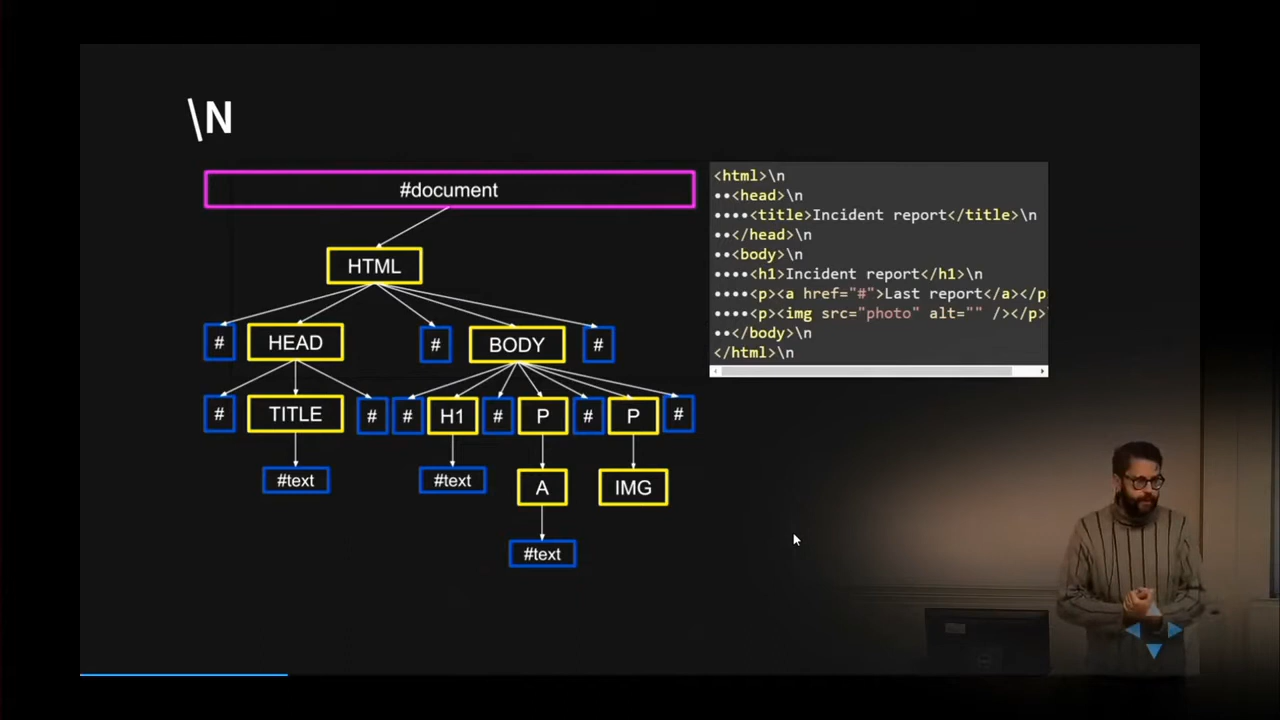 \N
#document
HTML
# HEAD # BODY #
# TITLE # # H1 # P # P #
#text #text A IMG
#text
<html>\n
••<head>\n
••••<title>Incident report</title>\n
••</head>\n
••<body>\n
••••<h1>Incident report</h1>\n
••••<p><a href="#">Last report</a></p
••••<p><img src="photo" alt="" /></p>
••</body>\n
</html>\n